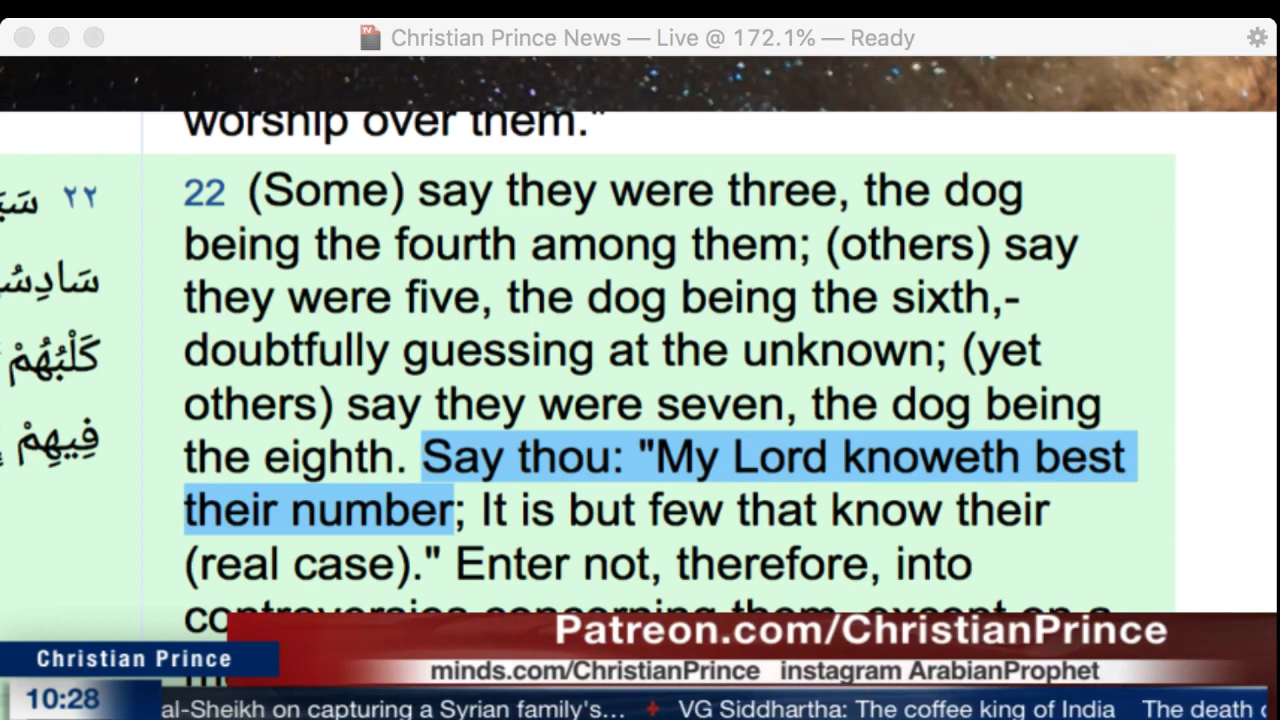 Christian Prince News — Live @ 172.1% — Ready
worship over them."
22 (Some) say they were three, the dog
being the fourth among them; (others) say
they were five, the dog being the sixth,-
doubtfully guessing at the unknown; (yet
others) say they were seven, the dog being
the eighth. Say thou: "My Lord knoweth best
their number; It is but few that know their
(real case)." Enter not, therefore, into
controversies concerning them, except on a
٢٢
كَلْبُهُمْ
فِيهِمْ
Patreon.com/ChristianPrince
minds.com/ChristianPrince instagram ArabianProphet
Christian Prince
10:28
al-Sheikh on capturing a Syrian family's... VG Siddhartha: The coffee king of India The death